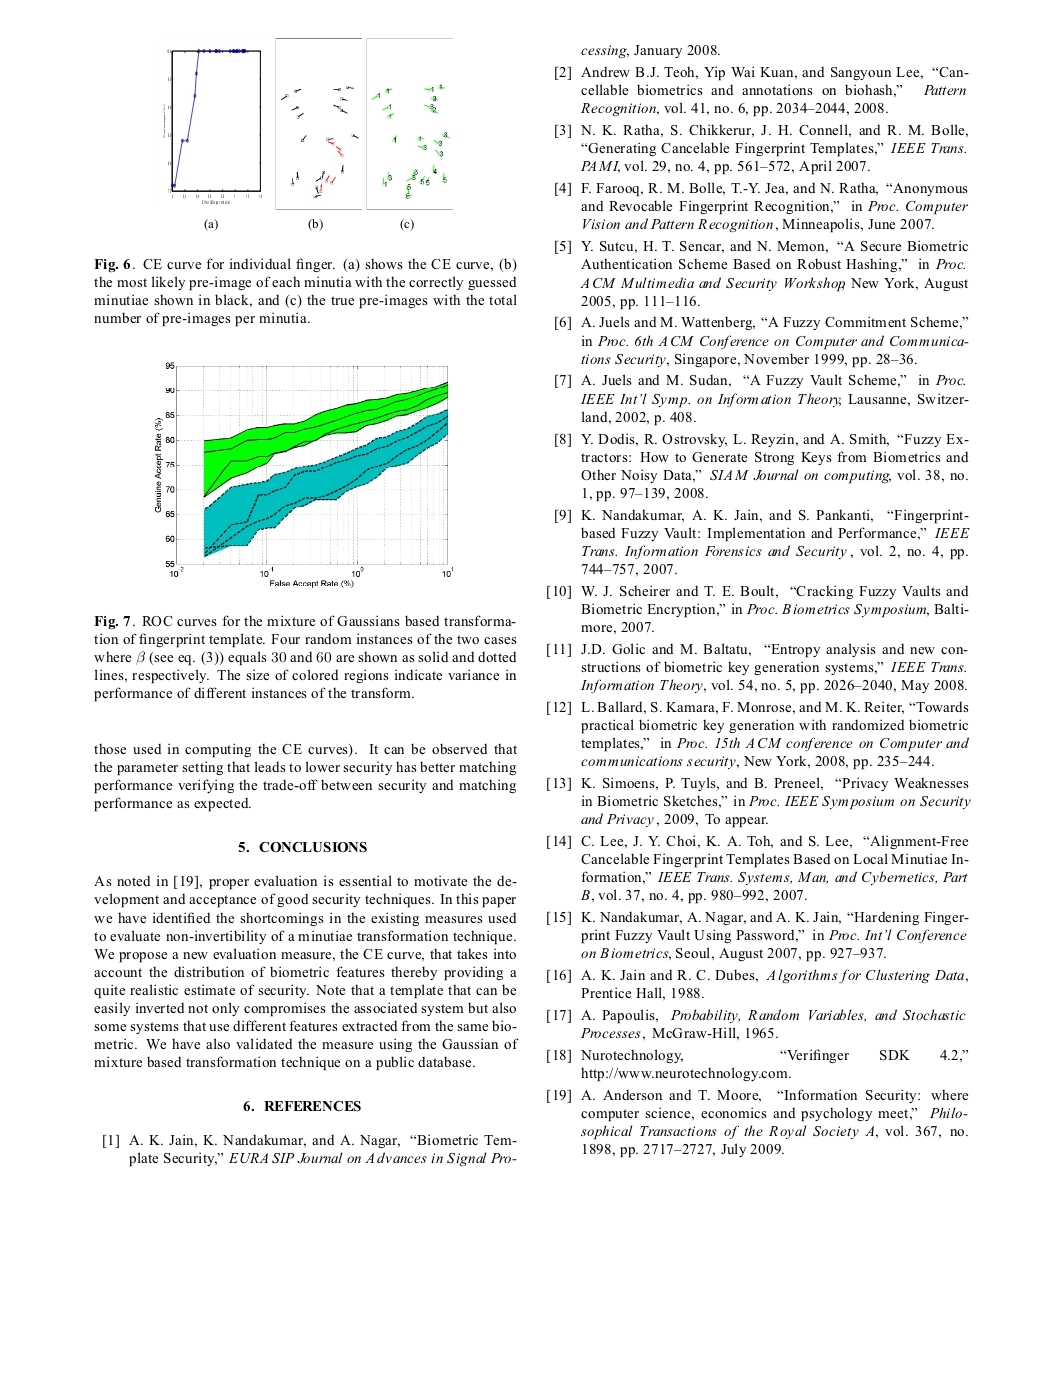 (a)
(b)
(c)
Fig. 6. CE curve for individual finger. (a) shows the CE curve, (b)
the most likely pre-image of each minutia with the correctly guessed
minutiae shown in black, and (c) the true pre-images with the total
number of pre-images per minutia.
95
90
85
80
75
70
65
60
55
Genuine Accept Rate (%)
10^-2
10^-1
10^0
10^1
False Accept Rate (%)
Fig. 7. ROC curves for the mixture of Gaussians based transforma-
tion of fingerprint template. Four random instances of the two cases
where β (see eq. (3)) equals 30 and 60 are shown as solid and dotted
lines, respectively. The size of colored regions indicate variance in
performance of different instances of the transform.
those used in computing the CE curves). It can be observed that
the parameter setting that leads to lower security has better matching
performance verifying the trade-off between security and matching
performance as expected.
5. CONCLUSIONS
As noted in [19], proper evaluation is essential to motivate the de-
velopment and acceptance of good security techniques. In this paper
we have identified the shortcomings in the existing measures used
to evaluate non-invertibility of a minutiae transformation technique.
We propose a new evaluation measure, the CE curve, that takes into
account the distribution of biometric features thereby providing a
quite realistic estimate of security. Note that a template that can be
easily inverted not only compromises the associated system but also
some systems that use different features extracted from the same bio-
metric. We have also validated the measure using the Gaussian of
mixture based transformation technique on a public database.
6. REFERENCES
[1] A. K. Jain, K. Nandakumar, and A. Nagar, “Biometric Tem-
plate Security,” EURASIP Journal on Advances in Signal Pro-
cessing, January 2008.
[2] Andrew B.J. Teoh, Yip Wai Kuan, and Sangyoun Lee, “Can-
cellable biometrics and annotations on biohash,” Pattern
Recognition, vol. 41, no. 6, pp. 2034–2044, 2008.
[3] N. K. Ratha, S. Chikkerur, J. H. Connell, and R. M. Bolle,
“Generating Cancelable Fingerprint Templates,” IEEE Trans.
PAMI, vol. 29, no. 4, pp. 561–572, April 2007.
[4] F. Farooq, R. M. Bolle, T.-Y. Jea, and N. Ratha, “Anonymous
and Revocable Fingerprint Recognition,” in Proc. Computer
Vision and Pattern Recognition, Minneapolis, June 2007.
[5] Y. Sutcu, H. T. Sencar, and N. Memon, “A Secure Biometric
Authentication Scheme Based on Robust Hashing,” in Proc.
ACM Multimedia and Security Workshop, New York, August
2005, pp. 111–116.
[6] A. Juels and M. Wattenberg, “A Fuzzy Commitment Scheme,”
in Proc. 6th ACM Conference on Computer and Communica-
tions Security, Singapore, November 1999, pp. 28–36.
[7] A. Juels and M. Sudan, “A Fuzzy Vault Scheme,” in Proc.
IEEE Int’l Symp. on Information Theory, Lausanne, Switzer-
land, 2002, p. 408.
[8] Y. Dodis, R. Ostrovsky, L. Reyzin, and A. Smith, “Fuzzy Ex-
tractors: How to Generate Strong Keys from Biometrics and
Other Noisy Data,” SIAM Journal on computing, vol. 38, no.
1, pp. 97–139, 2008.
[9] K. Nandakumar, A. K. Jain, and S. Pankanti, “Fingerprint-
based Fuzzy Vault: Implementation and Performance,” IEEE
Trans. Information Forensics and Security, vol. 2, no. 4, pp.
744–757, 2007.
[10] W. J. Scheirer and T. E. Boult, “Cracking Fuzzy Vaults and
Biometric Encryption,” in Proc. Biometrics Symposium, Balti-
more, 2007.
[11] J.D. Golic and M. Baltatu, “Entropy analysis and new con-
structions of biometric key generation systems,” IEEE Trans.
Information Theory, vol. 54, no. 5, pp. 2026–2040, May 2008.
[12] L. Ballard, S. Kamara, F. Monrose, and M. K. Reiter, “Towards
practical biometric key generation with randomized biometric
templates,” in Proc. 15th ACM conference on Computer and
communications security, New York, 2008, pp. 235–244.
[13] K. Simoens, P. Tuyls, and B. Preneel, “Privacy Weaknesses
in Biometric Sketches,” in Proc. IEEE Symposium on Security
and Privacy, 2009, To appear.
[14] C. Lee, J. Y. Choi, K. A. Toh, and S. Lee, “Alignment-Free
Cancelable Fingerprint Templates Based on Local Minutiae In-
formation,” IEEE Trans. Systems, Man, and Cybernetics, Part
B, vol. 37, no. 4, pp. 980–992, 2007.
[15] K. Nandakumar, A. Nagar, and A. K. Jain, “Hardening Finger-
print Fuzzy Vault Using Password,” in Proc. Int’l Conference
on Biometrics, Seoul, August 2007, pp. 927–937.
[16] A. K. Jain and R. C. Dubes, Algorithms for Clustering Data,
Prentice Hall, 1988.
[17] A. Papoulis, Probability, Random Variables, and Stochastic
Processes, McGraw-Hill, 1965.
[18] Nurotechnology, “Verifinger SDK 4.2,”
http://www.neurotechnology.com.
[19] A. Anderson and T. Moore, “Information Security: where
computer science, economics and psychology meet,” Philo-
sophical Transactions of the Royal Society A, vol. 367, no.
1898, pp. 2717–2727, July 2009.